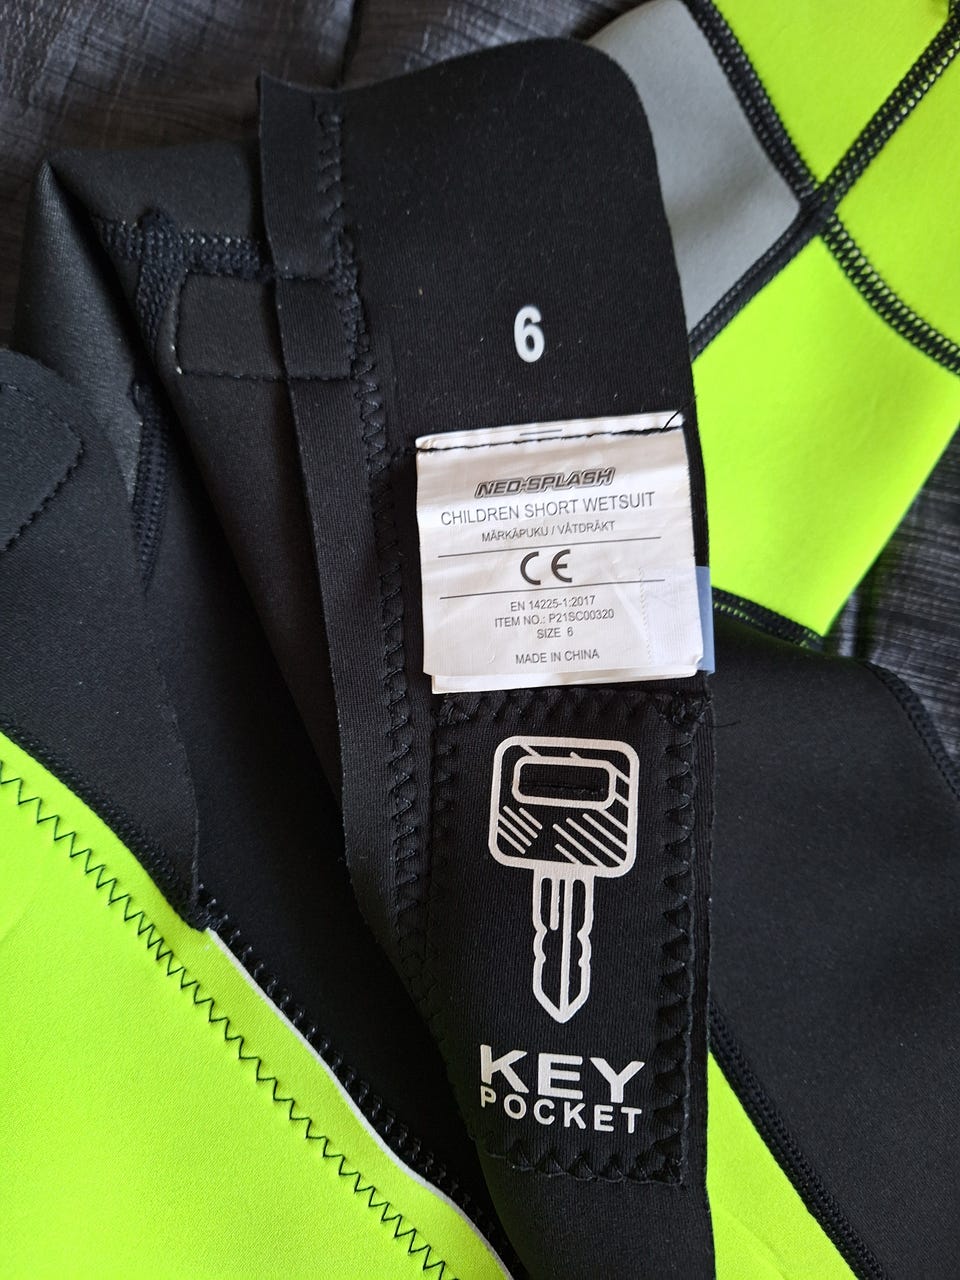 6
NEO-SPLASH
CHILDREN SHORT WETSUIT
MÄRKÄPUKU / VÅTDRÄKT
CE
EN 14225-1:2017
ITEM NO.: P21SC00320
SIZE 6
MADE IN CHINA
KEY
POCKET